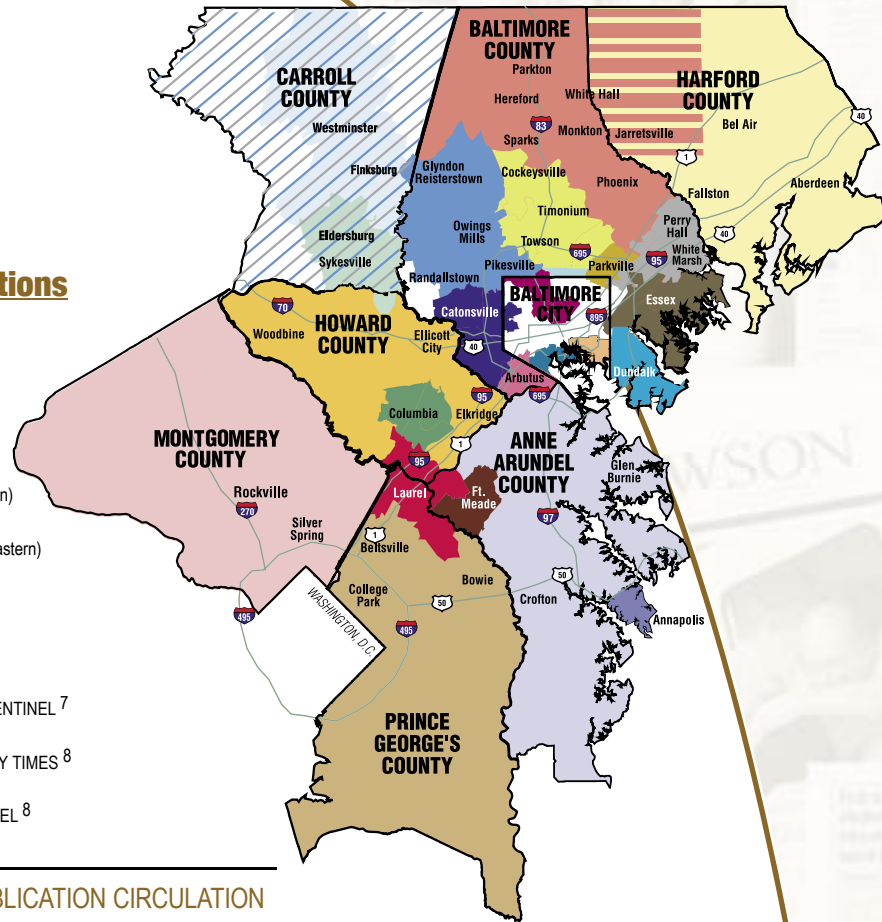 BALTIMORE
COUNTY
Parkton
Hereford
White Hall
83
Sparks
Monkton
CARROLL
COUNTY
Westminster
Finksburg
Eldersburg
Sykesville
HARFORD
COUNTY
Jarretsville
Bel Air
40
1
Fallston
Aberdeen
40
Glyndon
Reisterstown
Cockeysville
Phoenix
Timonium
Owings
Mills
Towson
695
Perry
Hall
95
White
Marsh
Pikesville
Parkville
Randallstown
BALTIMORE
CITY
895
Essex
Catonsville
40
Dundalk
Arbutus
695
70
Woodbine
HOWARD
COUNTY
Ellicott
City
95
Columbia
Elkridge
1
95
MONTGOMERY
COUNTY
Rockville
270
Silver
Spring
495
WASHINGTON, D.C.
Laurel
Ft.
Meade
ANNE
ARUNDEL
COUNTY
Glen
Burnie
97
1
Beltsville
College
Park
Bowie
50
495
Crofton
50
Annapolis
PRINCE
GEORGE'S
COUNTY
tions
n)
astern)
ENTINEL 7
Y TIMES 8
EL 8
BLICATION CIRCULATION
WSON